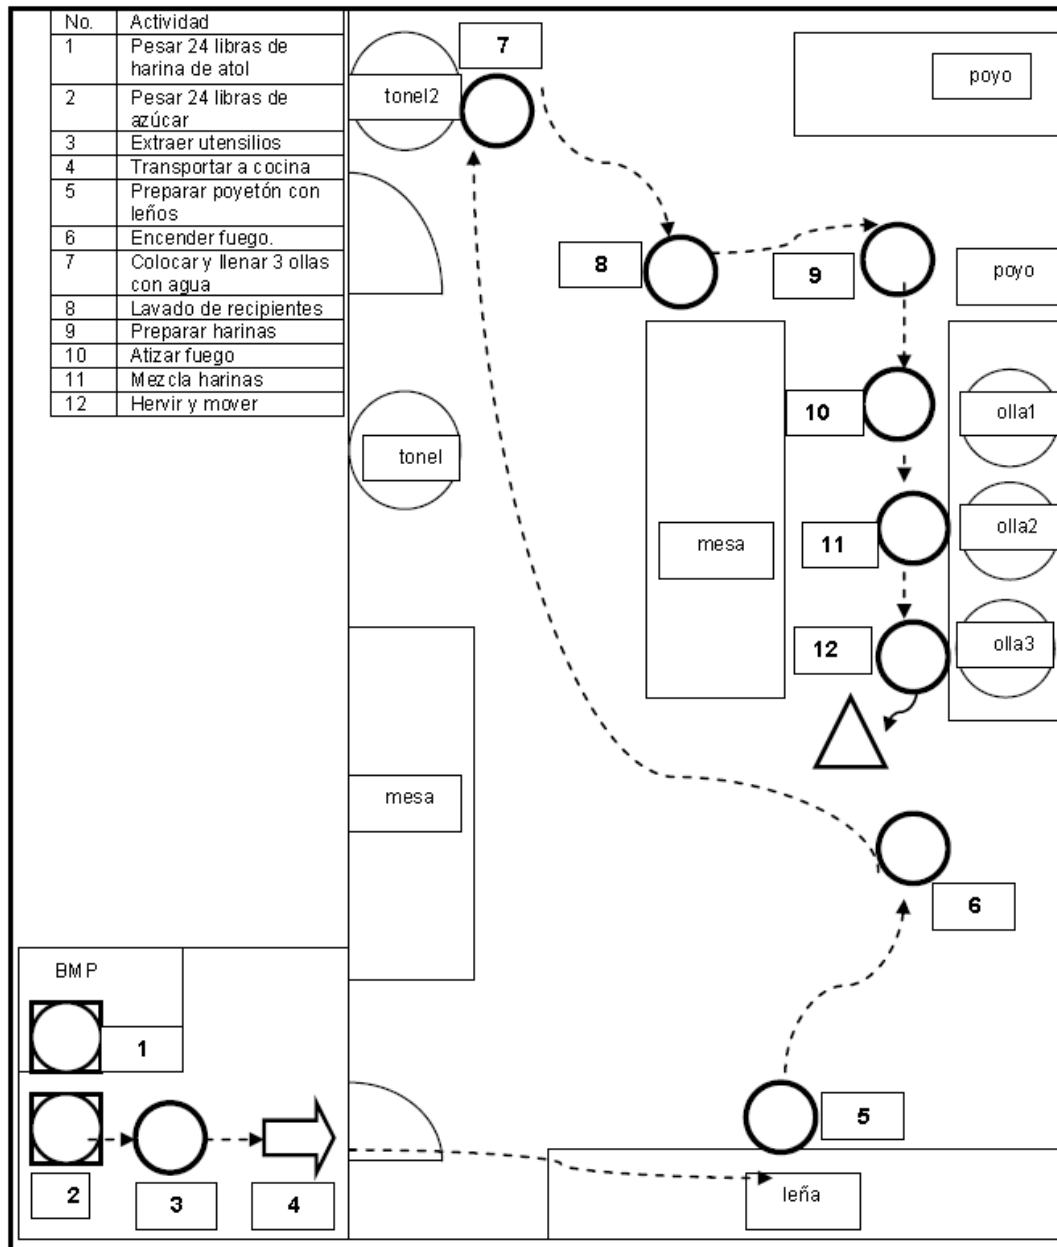 No. Actividad
1 Pesar 24 libras de
harina de atol
2 Pesar 24 libras de
azúcar
3 Extraer utensilios
4 Transportar a cocina
5 Preparar poyetón con
leños
6 Encender fuego.
7 Colocar y llenar 3 ollas
con agua
8 Lavado de recipientes
9 Preparar harinas
10 Atizar fuego
11 Mezcla harinas
12 Hervir y mover
7
tonel2
poyo
8
9
poyo
10
olla1
tonel
11
olla2
mesa
12
olla3
mesa
6
BMP
1
5
2
3
4
leña